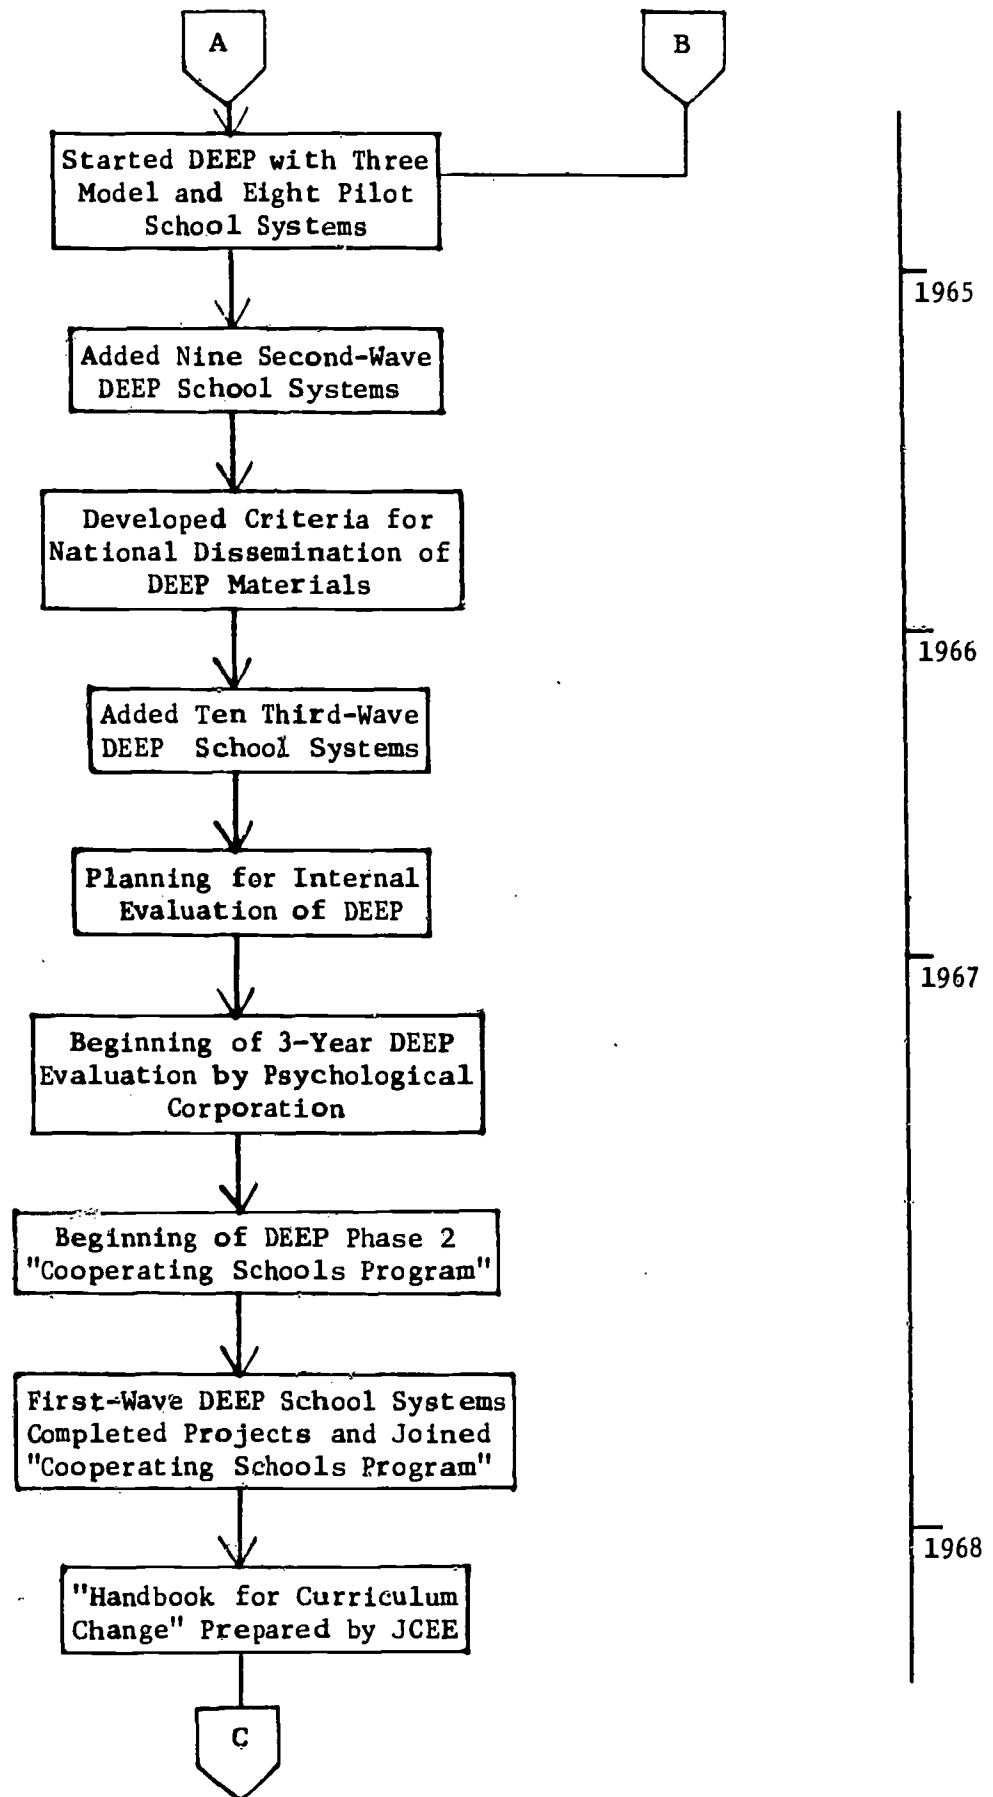 A
B
Started DEEP with Three
Model and Eight Pilot
School Systems
1965
Added Nine Second-Wave
DEEP School Systems
Developed Criteria for
National Dissemination of
DEEP Materials
1966
Added Ten Third-Wave
DEEP School Systems
Planning for Internal
Evaluation of DEEP
1967
Beginning of 3-Year DEEP
Evaluation by Psychological
Corporation
Beginning of DEEP Phase 2
"Cooperating Schools Program"
First-Wave DEEP School Systems
Completed Projects and Joined
"Cooperating Schools Program"
1968
"Handbook for Curriculum
Change" Prepared by JCEE
C